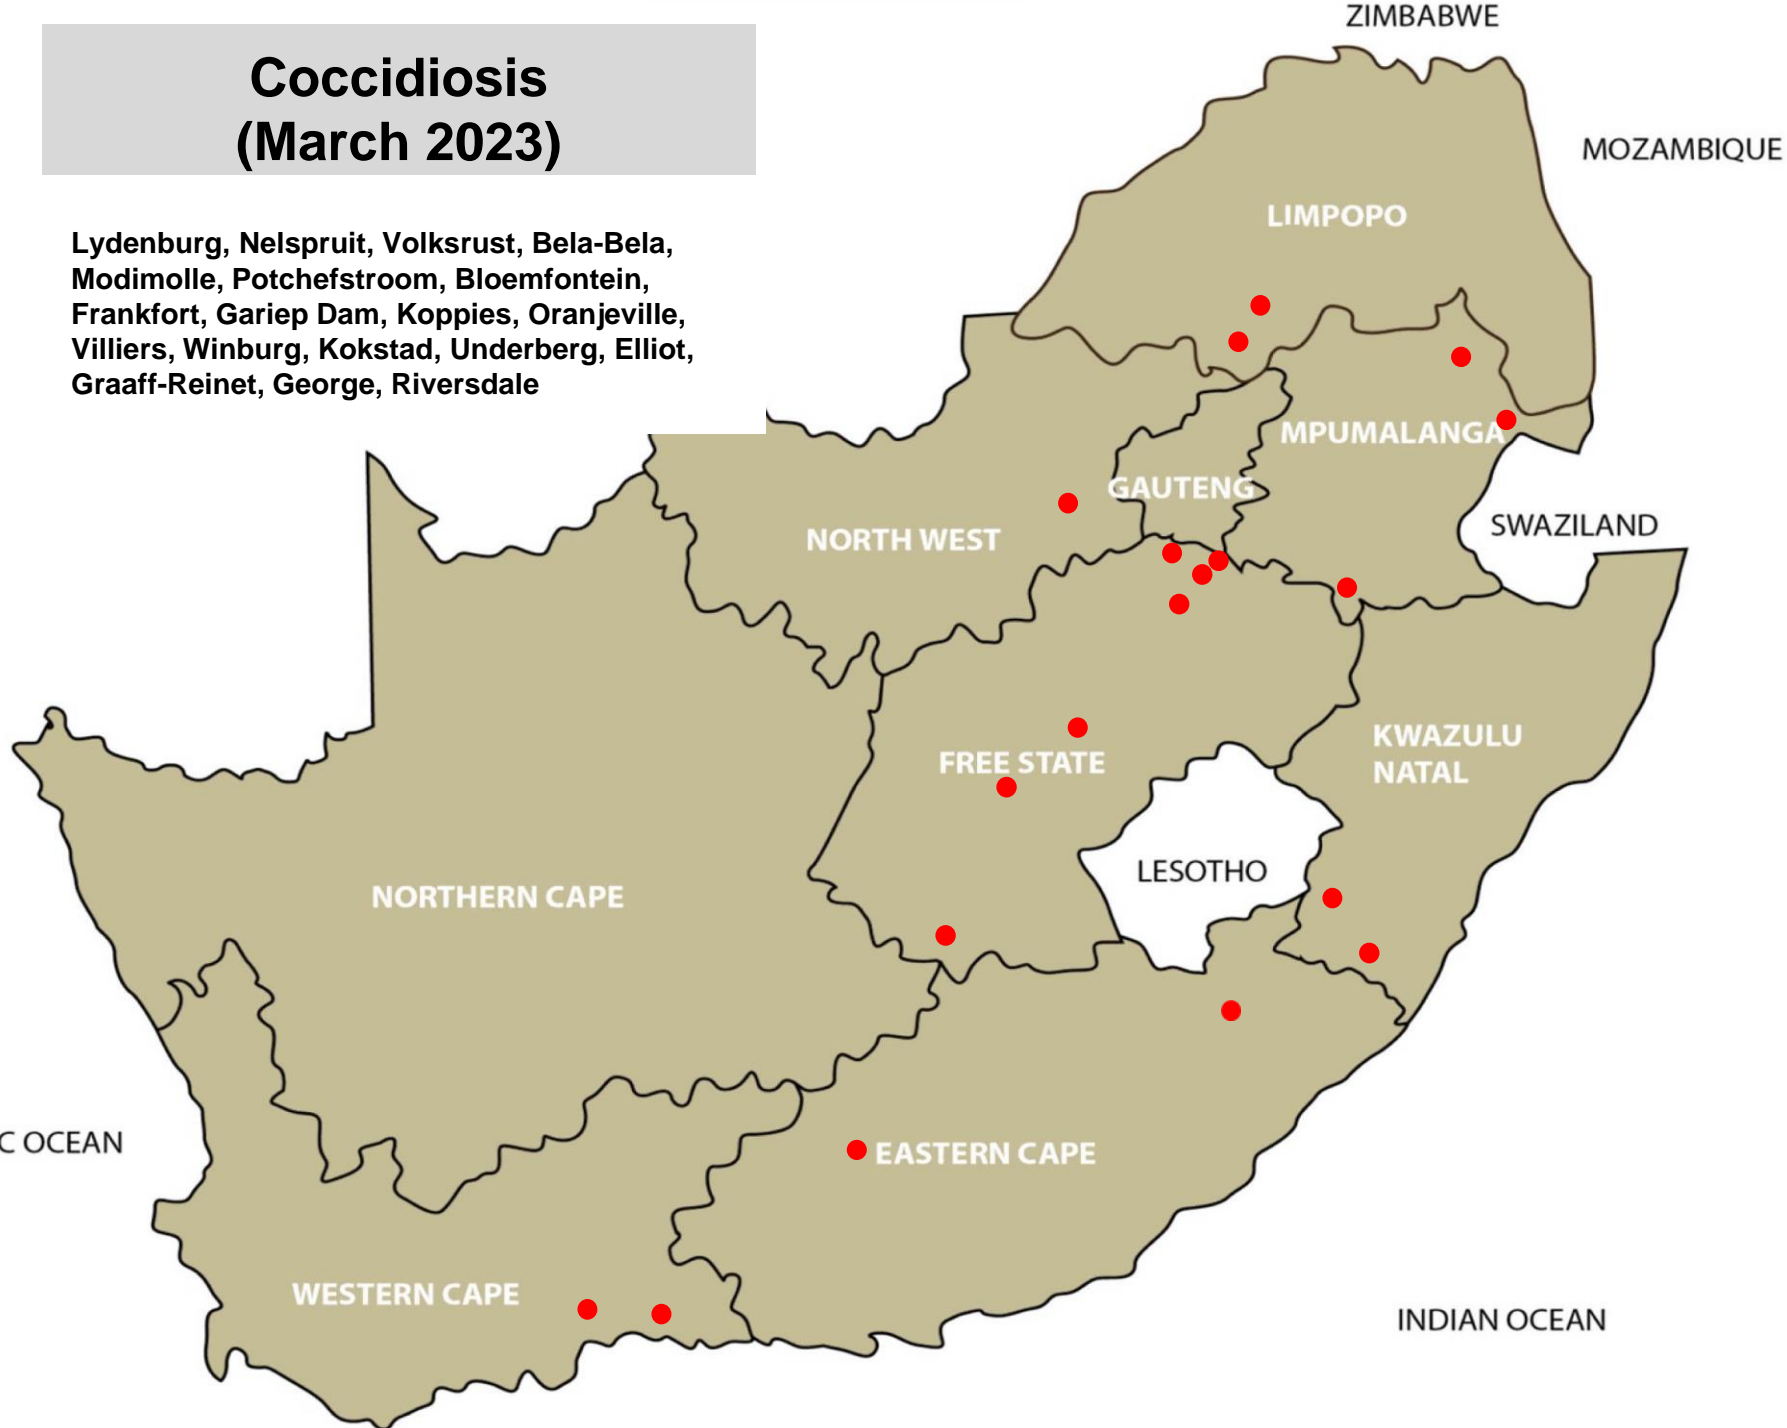 Coccidiosis
(March 2023)
Lydenburg, Nelspruit, Volksrust, Bela-Bela,
Modimolle, Potchefstroom, Bloemfontein,
Frankfort, Gariep Dam, Koppies, Oranjeville,
Villiers, Winburg, Kokstad, Underberg, Elliot,
Graaff-Reinet, George, Riversdale
ZIMBABWE
MOZAMBIQUE
LIMPOPO
MPUMALANGA
GAUTENG
SWAZILAND
NORTH WEST
KWAZULU
NATAL
FREE STATE
LESOTHO
NORTHERN CAPE
C OCEAN
EASTERN CAPE
WESTERN CAPE
INDIAN OCEAN